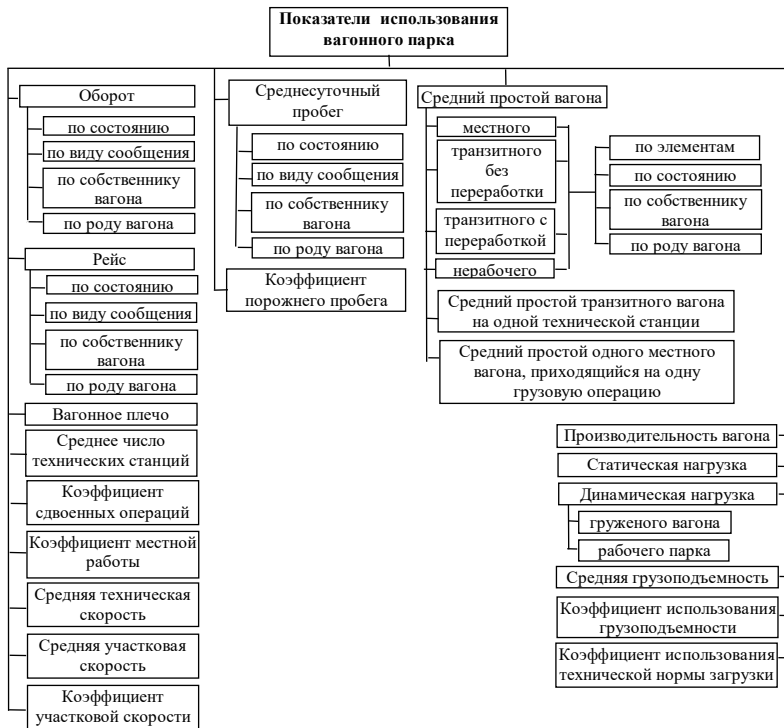 Показатели использования
вагонного парка
Оборот
по состоянию
по виду сообщения
по собственнику
вагона
по роду вагона
Рейс
по состоянию
по виду сообщения
по собственнику
вагона
по роду вагона
Вагонное плечо
Среднее число
технических станций
Коэффициент
сдвоенных операций
Коэффициент местной
работы
Средняя техническая
скорость
Средняя участковая
скорость
Коэффициент
участковой скорости
Среднесуточный
пробег
по состоянию
по виду сообщения
по собственнику
вагона
по роду вагона
Коэффициент
порожнего пробега
Средний простой вагона
местного
транзитного
без
переработки
транзитного с
переработкой
нерабочего
по элементам
по состоянию
по собственнику
вагона
по роду вагона
Средний простой транзитного вагона
на одной технической станции
Средний простой одного местного
вагона, приходящийся на одну
грузовую операцию
Производительность вагона
Статическая нагрузка
Динамическая нагрузка
груженого вагона
рабочего парка
Средняя грузоподъемность
Коэффициент использования
грузоподъемности
Коэффициент использования
технической нормы загрузки